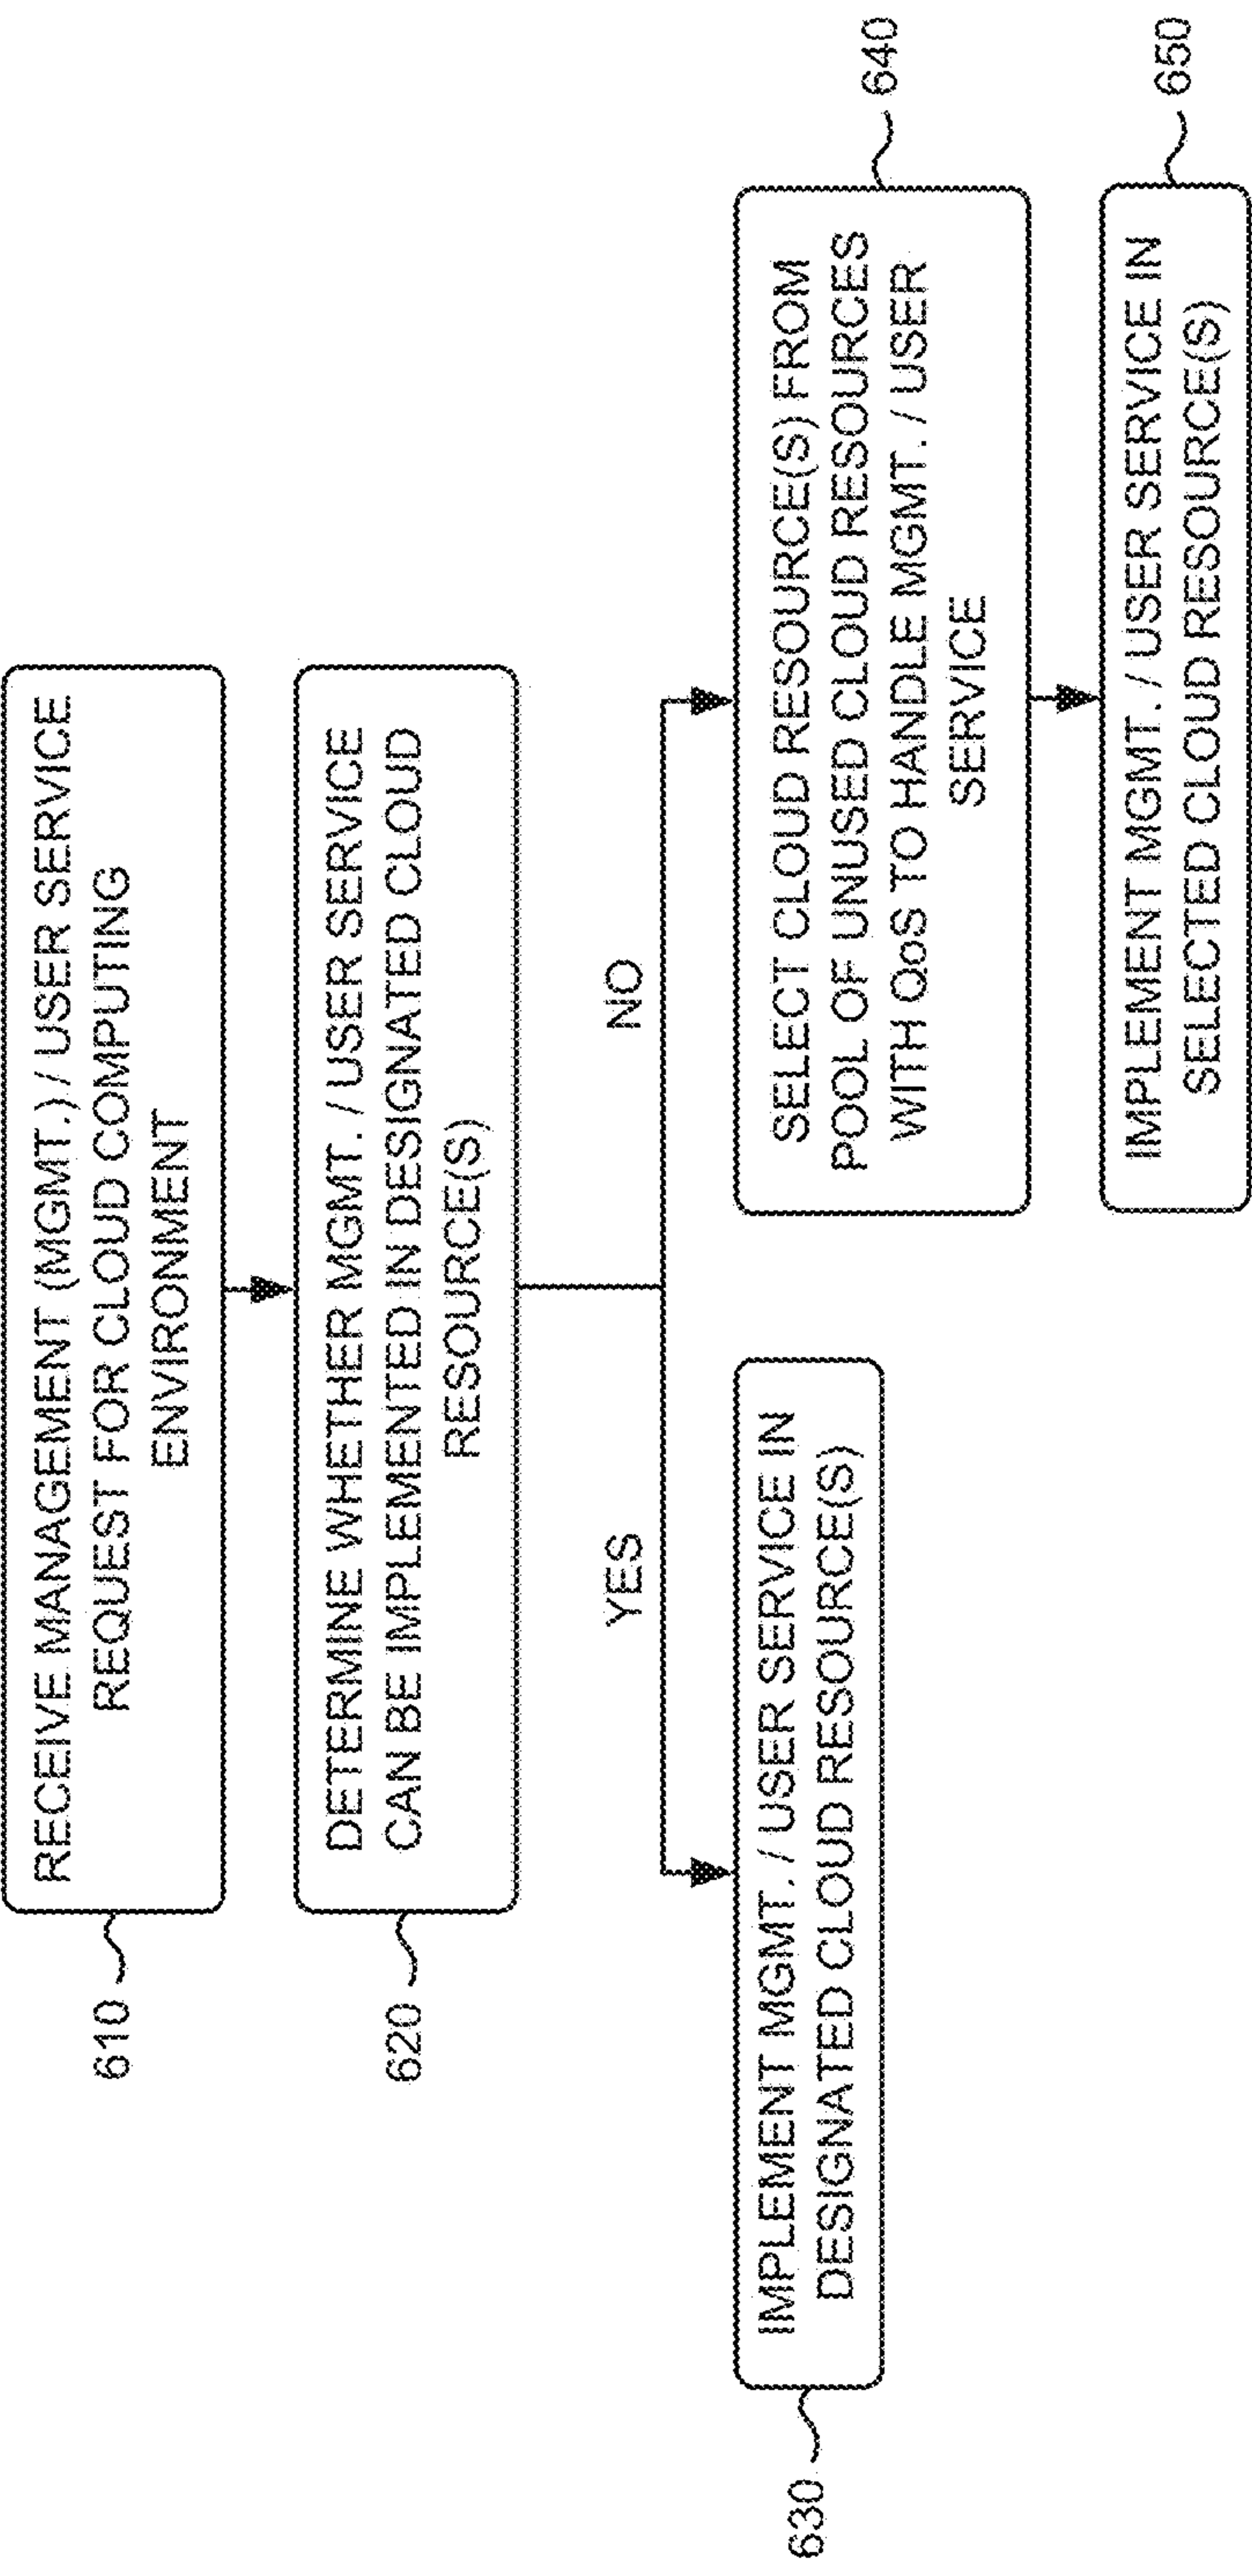 610
RECEIVE MANAGEMENT (MGMT.) / USER SERVICE
REQUEST FOR CLOUD COMPUTING
ENVIRONMENT
620
DETERMINE WHETHER MGMT. / USER SERVICE
CAN BE IMPLEMENTED IN DESIGNATED CLOUD
RESOURCE(S)
YES
NO
630
IMPLEMENT MGMT. / USER SERVICE IN
DESIGNATED CLOUD RESOURCE(S)
640
SELECT CLOUD RESOURCE(S) FROM
POOL OF UNUSED CLOUD RESOURCES
WITH QoS TO HANDLE MGMT. / USER
SERVICE
650
IMPLEMENT MGMT. / USER SERVICE IN
SELECTED CLOUD RESOURCE(S)